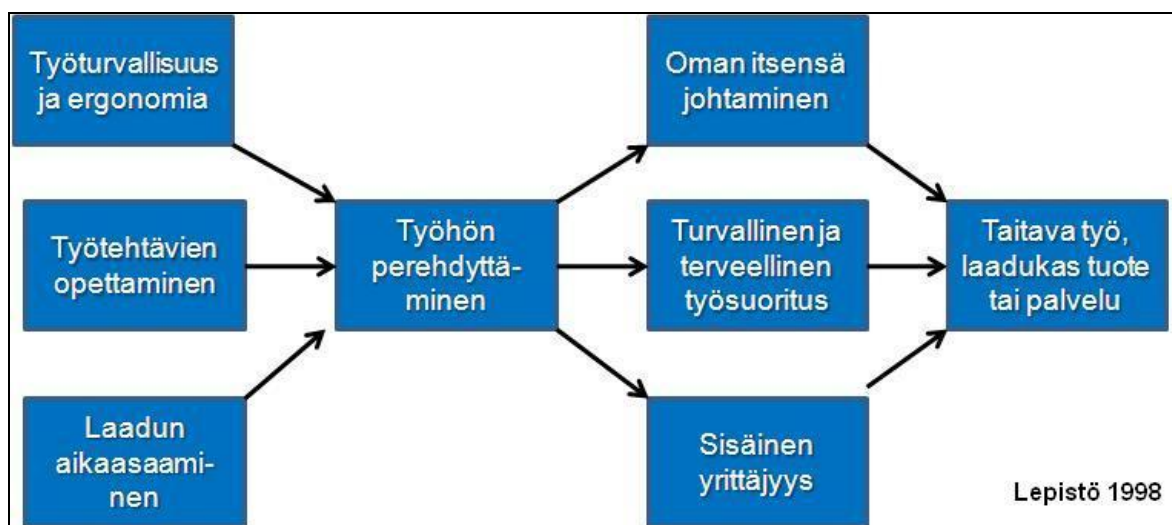 Työturvallisuus
ja ergonomia
Työtehtävien
opettaminen
Laadun
aikaasaami-
nen
Työhön
perehdyttä-
minen
Oman itsensä
johtaminen
Turvallinen ja
terveellinen
työsuoritus
Sisäinen
yrittäjyys
Taitava työ,
laadukas tuote
tai palvelu
Lepistö 1998